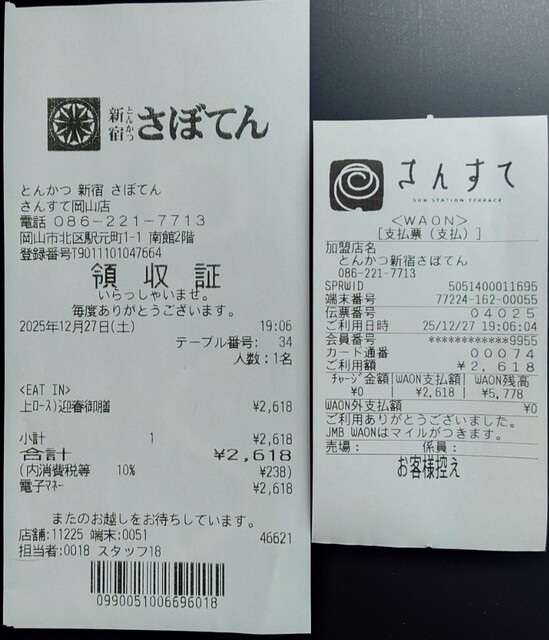 新宿 とんかつ さぼてん
とんかつ 新宿 さぼてん
さんすて岡山店
電話 086-221-7713
岡山市北区駅元町1-1 南館2階
登録番号T9011101047664
領収証
いらっしゃいませ。
毎度ありがとうございます。
2025年12月27日(土) 19:06
テーブル番号: 34
人数:1名
<EAT IN>
上ロース)迎春御膳 ¥2,618
小計 1 ¥2,618
合計 ¥2,618
(内消費税等 10% ¥238)
電子マネー ¥2,618
またのお越しをお待ちしています。
店舗:11225 端末:0051 46621
担当者:0018 スタッフ18
0990051006696018
さんすて
SUN STATION TERRACE
<WAON>
[支払票(支払)]
加盟店名
とんかつ新宿さぼてん
086-221-7713
SPRWID 5051400011695
端末番号 77224-162-00055
伝票番号 04025
ご利用日時 25/12/27 19:06:04
会員番号 ************9955
カード通番 00074
ご利用額 ¥2,618
チャージ金額 WAON支払額 WAON残高
¥0 ¥2,618 ¥5,778
WAON外支払額 ¥0
ご利用ありがとうございました。
JMB WAONはマイルがつきます。
売場: 係員:
お客様控え